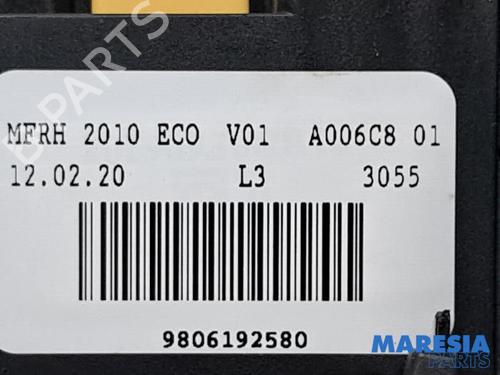 B-PARTS
MFRH 2010 ECO V01 A006C8 01
12.02.20 L3 3055
9806192580
MARESIA
PARTS